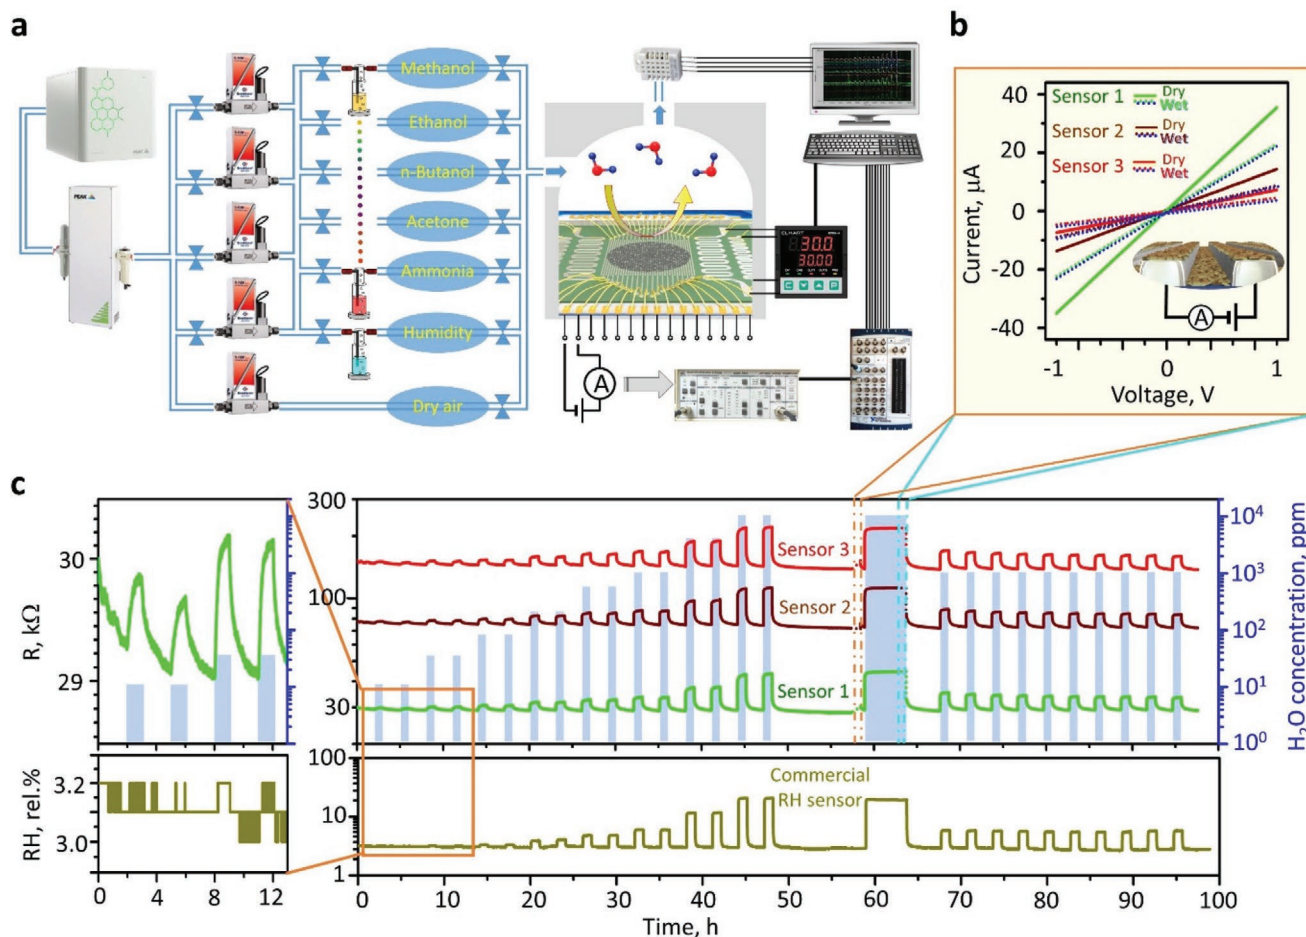 a
Methanol
Ethanol
n-Butanol
Acetone
Ammonia
Humidity
Dry air
PEAK
30.0
30.00
A
b
Sensor 1
Dry
Wet
Sensor 2
Dry
Wet
Sensor 3
Dry
Wet
40
20
0
-20
-40
Current, µA
A
-1
0
1
Voltage, V
c
30
29
R, kΩ
3.2
3.0
RH, rel.%
0
4
8
12
300
100
30
Sensor 3
Sensor 2
Sensor 1
10⁴
10³
10²
10¹
10⁰
H₂O concentration, ppm
100
10
1
Commercial
RH sensor
0
10
20
30
40
50
60
70
80
90
100
Time, h